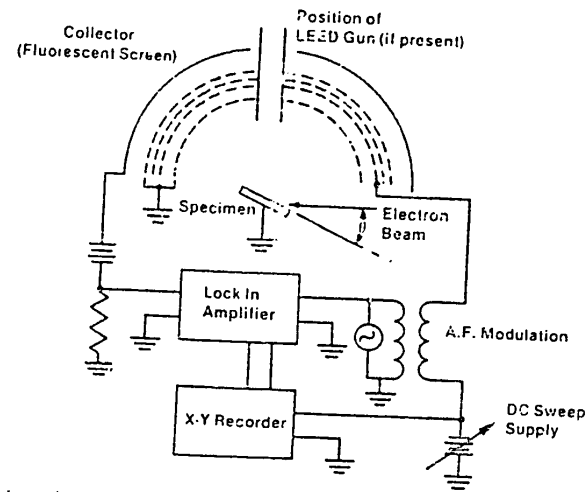 Collector
(Fluorescent Screen)
Position of
LEED Gun (if present)
Specimen
Electron
Beam
Lock In
Amplifier
A.F. Modulation
X-Y Recorder
DC Sweep
Supply